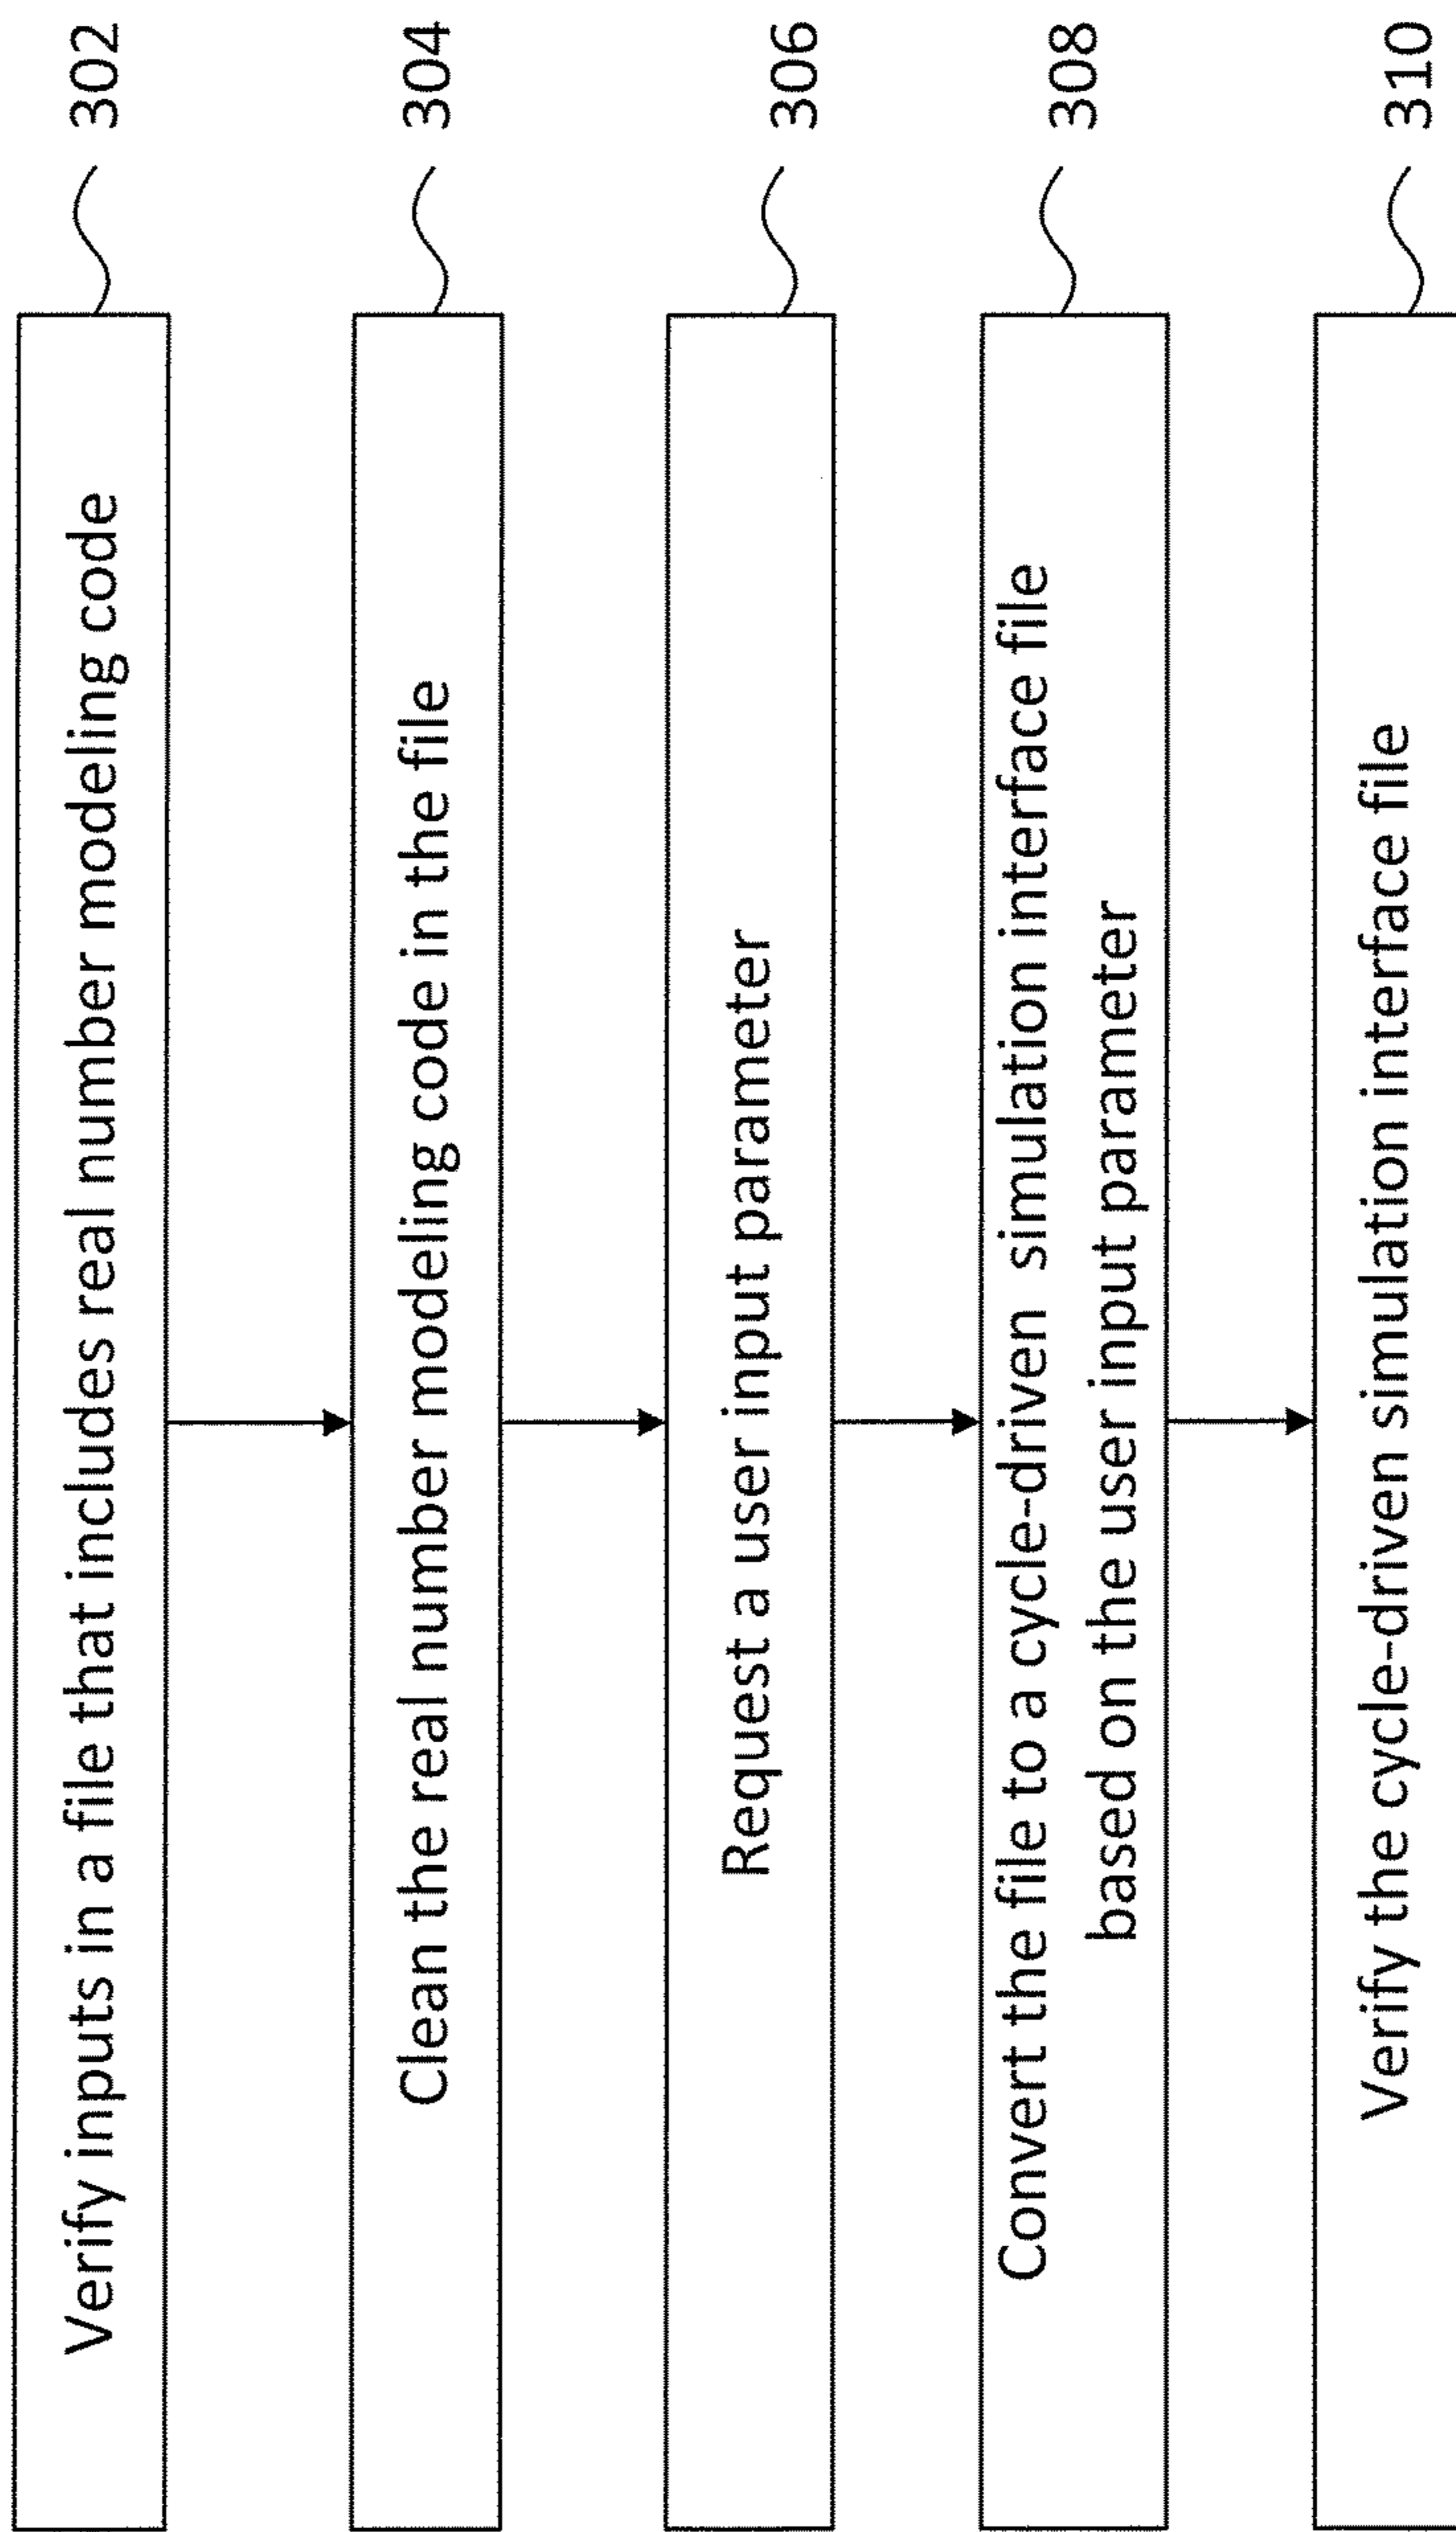 Verify inputs in a file that includes real number modeling code
302
Clean the real number modeling code in the file
304
Request a user input parameter
306
Convert the file to a cycle-driven simulation interface file
based on the user input parameter
308
Verify the cycle-driven simulation interface file
310